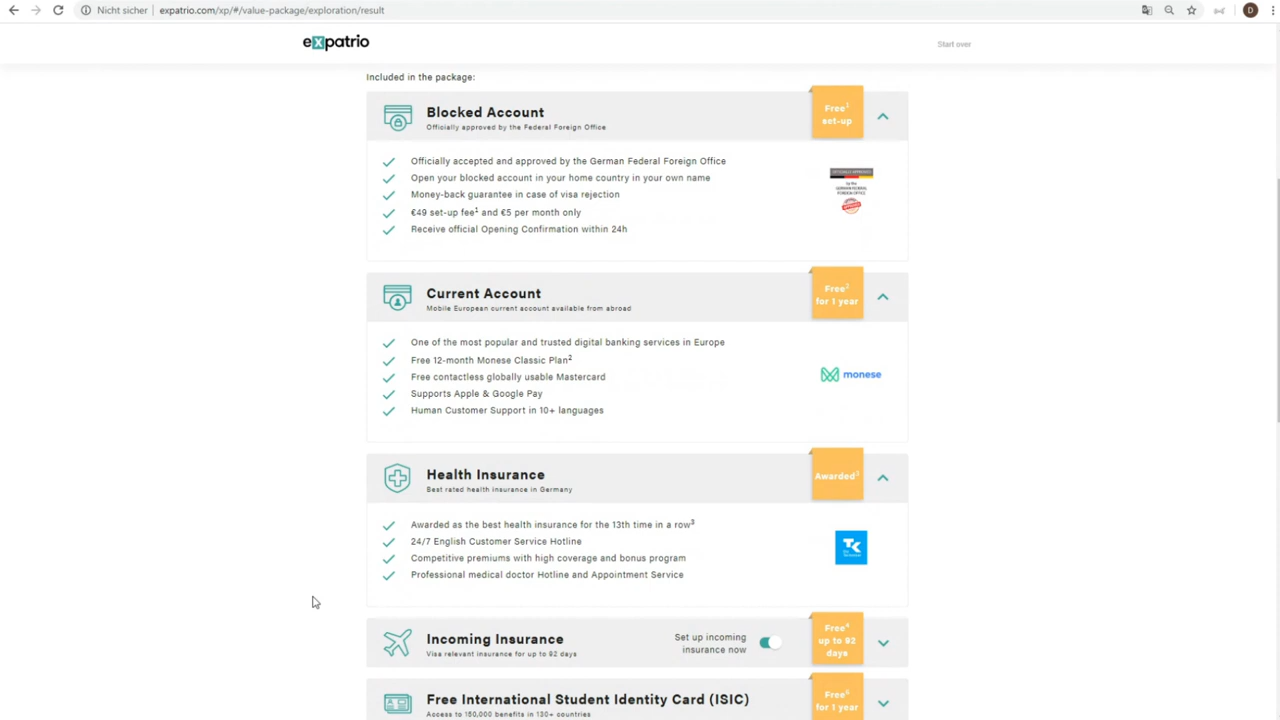 Nicht sicher
expatrio.com/xp/#/value-package/exploration/result
D
expatrio
Start over
Included in the package:
Blocked Account
Officially approved by the Federal Foreign Office
Free¹
set-up
Officially accepted and approved by the German Federal Foreign Office
Open your blocked account in your home country in your own name
Money-back guarantee in case of visa rejection
€49 set-up fee¹ and €5 per month only
Receive official Opening Confirmation within 24h
OFFICIALLY APPROVED
by the
GERMAN FEDERAL
FOREIGN OFFICE
Current Account
Mobile European current account available from abroad
Free²
for 1 year
One of the most popular and trusted digital banking services in Europe
Free 12-month Monese Classic Plan²
Free contactless globally usable Mastercard
Supports Apple & Google Pay
Human Customer Support in 10+ languages
monese
Health Insurance
Best rated health insurance in Germany
Awarded³
Awarded as the best health insurance for the 13th time in a row³
24/7 English Customer Service Hotline
Competitive premiums with high coverage and bonus program
Professional medical doctor Hotline and Appointment Service
TK
Incoming Insurance
Visa relevant insurance for up to 92 days
Set up incoming
insurance now
Free⁴
up to 92
days
Free International Student Identity Card (ISIC)
Access to 150,000 benefits in 130+ countries
Free
for 1 year